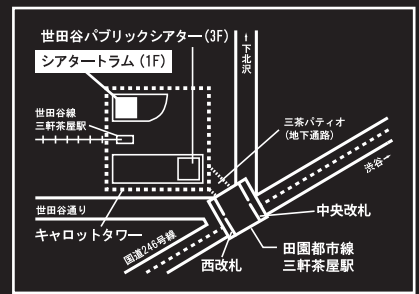 世田谷パブリックシアター(3F)
シアタートラム(1F)
↑下北沢
世田谷線
三軒茶屋駅
三茶パティオ
(地下通路)
渋谷→
世田谷通り
キャロットタワー
国道246号線
中央改札
西改札
田園都市線
三軒茶屋駅